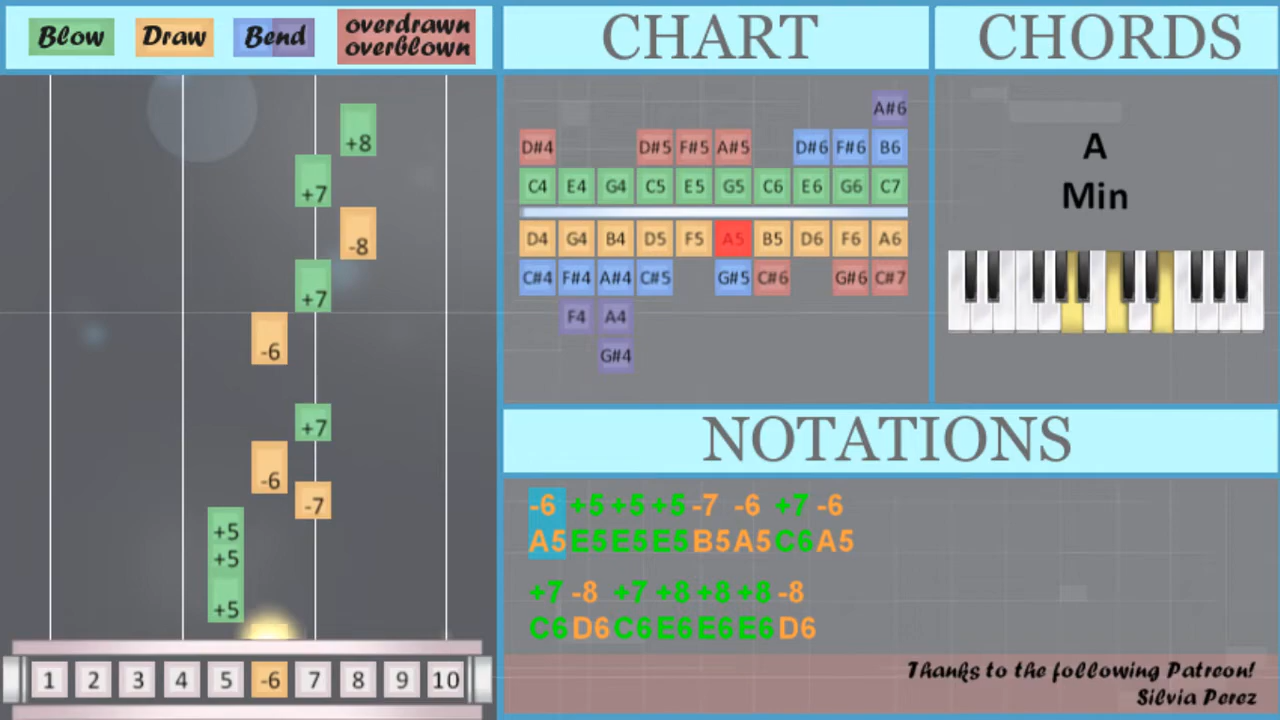 Blow Draw Bend overdrawn
overblown
CHART
CHORDS
+8
+7
-8
+7
-6
+7
-6
-7
+5
+5
+5
1 2 3 4 5 -6 7 8 9 10
A#6
D#4 D#5 F#5 A#5 D#6 F#6 B6
C4 E4 G4 C5 E5 G5 C6 E6 G6 C7
D4 G4 B4 D5 F5 A5 B5 D6 F6 A6
C#4 F#4 A#4 C#5 G#5 C#6 G#6 C#7
F4 A4
G#4
A
Min
NOTATIONS
-6 +5 +5 +5 -7 -6 +7 -6
A5 E5 E5 E5 B5 A5 C6 A5
+7 -8 +7 +8 +8 +8 -8
C6 D6 C6 E6 E6 E6 D6
Thanks to the following Patreon!
Silvia Perez